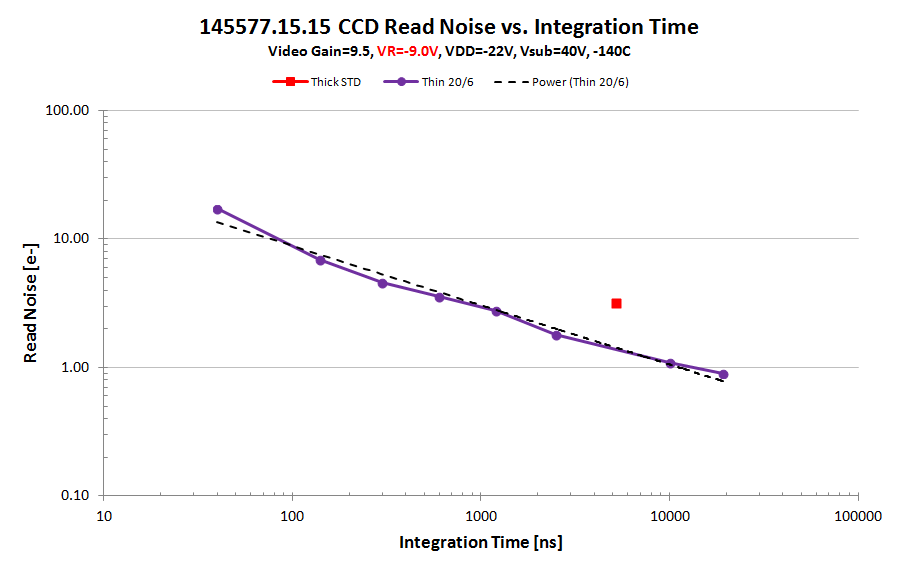 145577.15.15 CCD Read Noise vs. Integration Time
Video Gain=9.5, VR=-9.0V, VDD=-22V, Vsub=40V, -140C
Thick STD Thin 20/6 Power (Thin 20/6)
100.00
10.00
1.00
0.10
Read Noise [e-]
10 100 1000 10000 100000
Integration Time [ns]